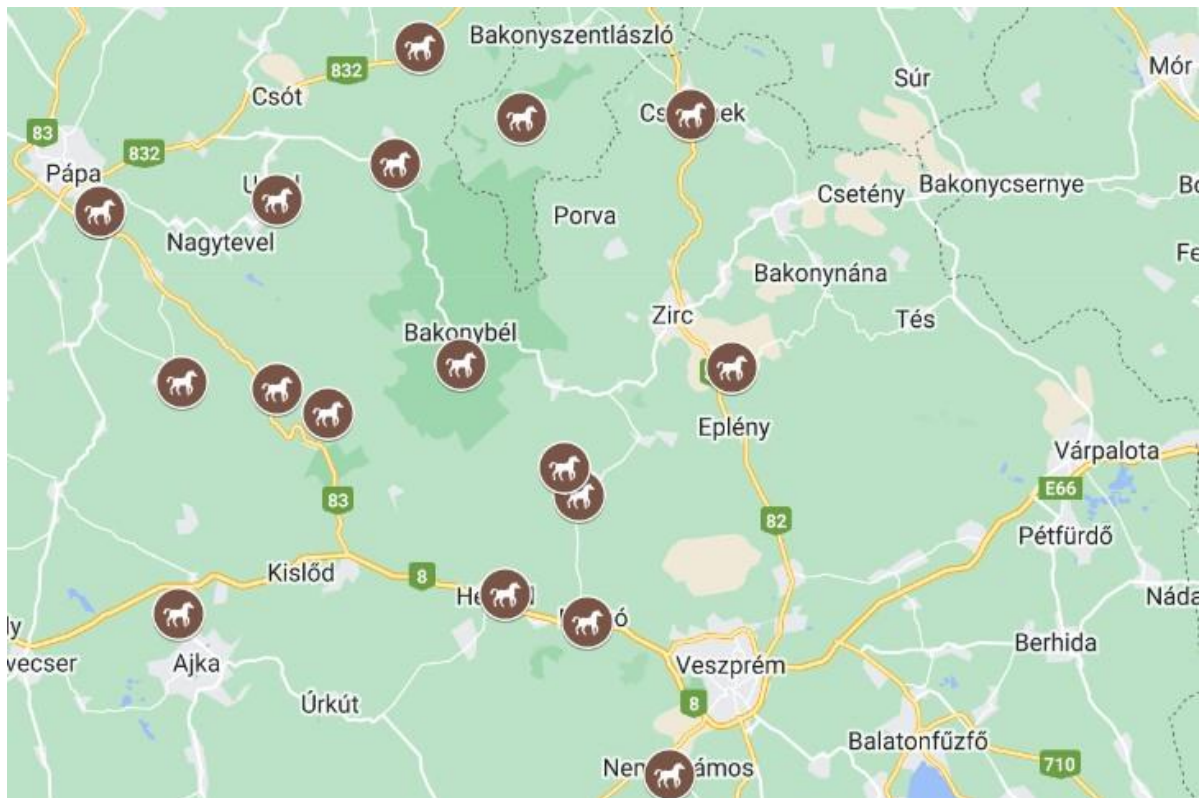 Bakonyszentlászló
832
Mór
Súr
Csót
83
832
Pápa
Csetény
Bakonycsernye
Porva
Nagytevel
Bakonynána
Zirc
Tés
Bakonybél
Eplény
Várpalota
E66
83
82
Pétfürdő
Kislőd
8
Berhida
Ajka
Veszprém
Úrkút
8
Balatonfűzfő
710